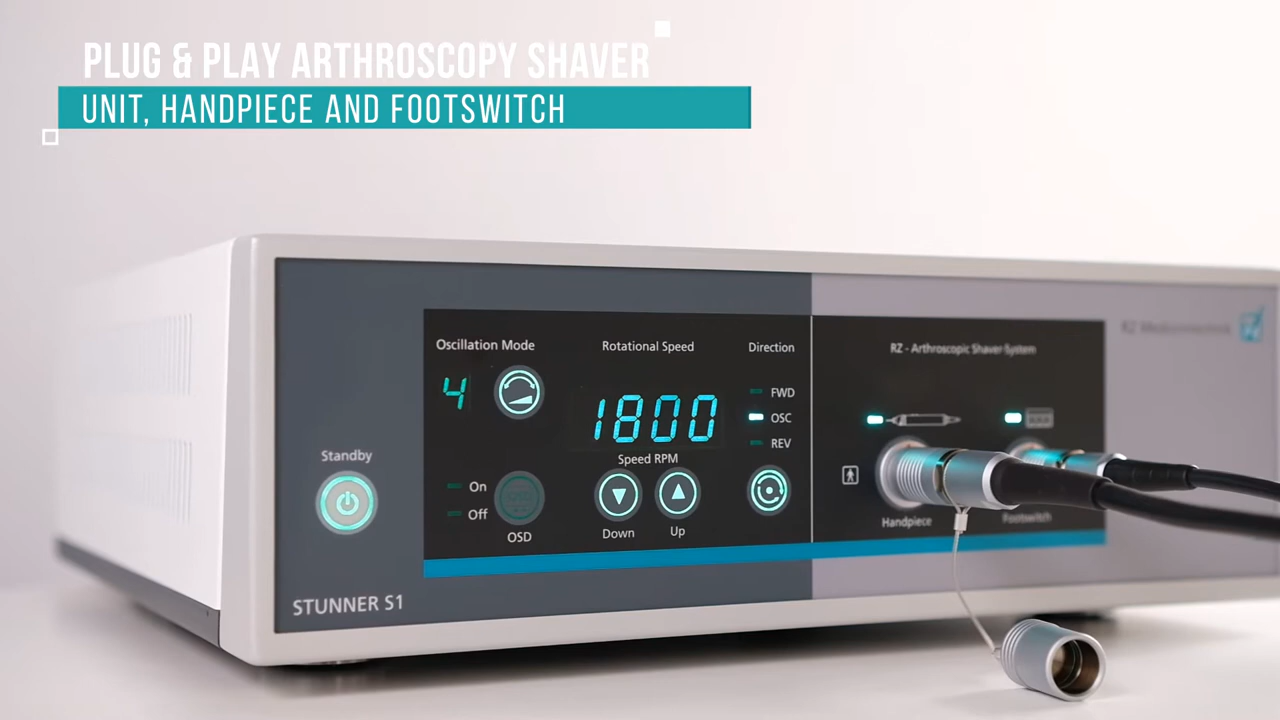 PLUG & PLAY ARTHROSCOPY SHAVER
UNIT, HANDPIECE AND FOOTSWITCH
Oscillation Mode
Rotational Speed
Direction
RZ - Arthroscopic Shaver System
4
1800
FWD
OSC
REV
Speed RPM
Standby
On
Off
OSD
Down
Up
Handpiece
Footswitch
STUNNER S1